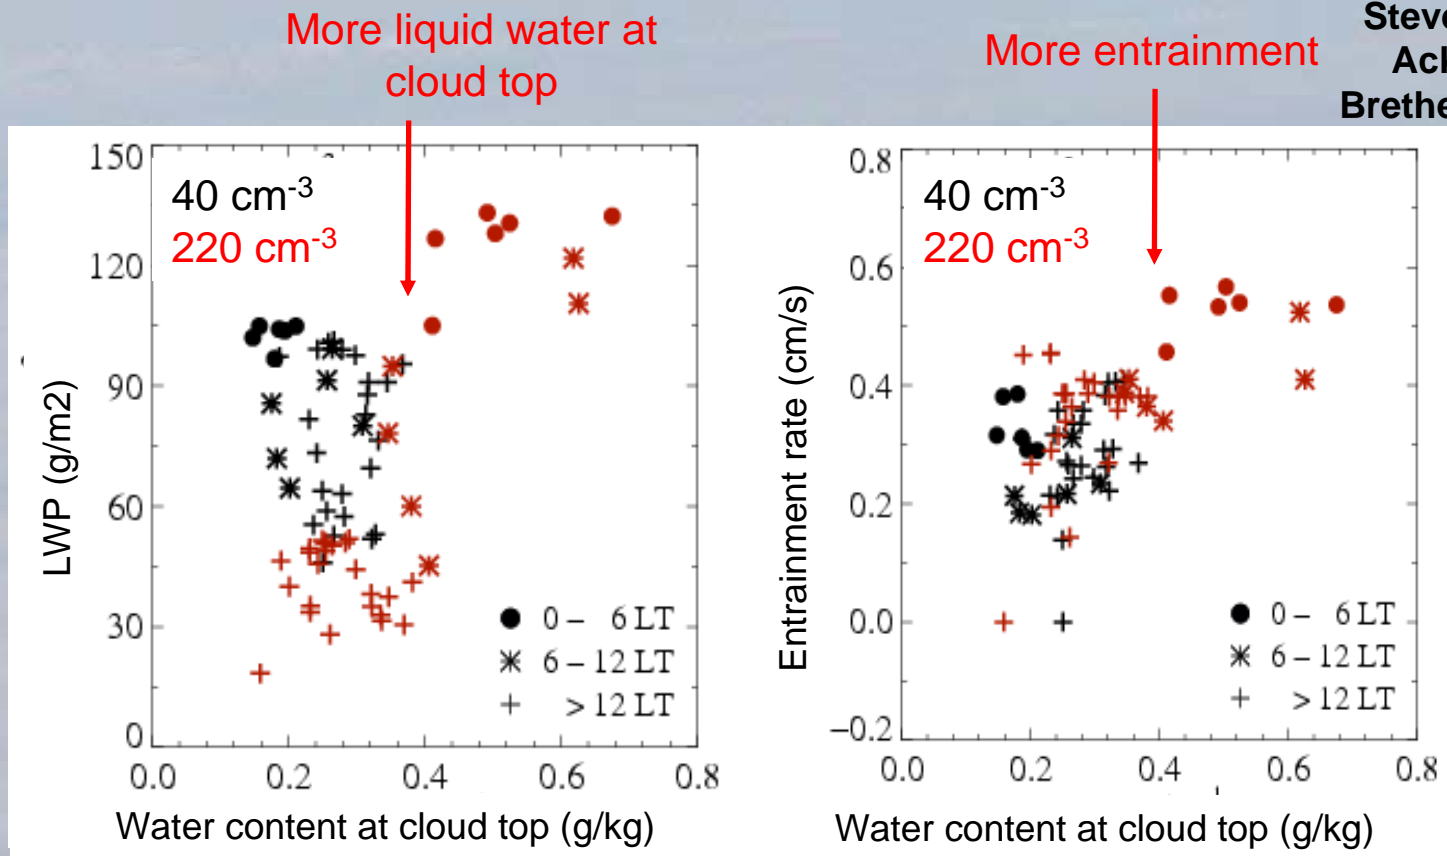 More liquid water at
cloud top
More entrainment
150
120
90
60
30
0
0.0 0.2 0.4 0.6 0.8
LWP (g/m2)
Water content at cloud top (g/kg)
40 cm-3
220 cm-3
0 – 6 LT
6 – 12 LT
> 12 LT
0.8
0.6
0.4
0.2
0.0
–0.2
0.0 0.2 0.4 0.6 0.8
Entrainment rate (cm/s)
Water content at cloud top (g/kg)
40 cm-3
220 cm-3
0 – 6 LT
6 – 12 LT
> 12 LT